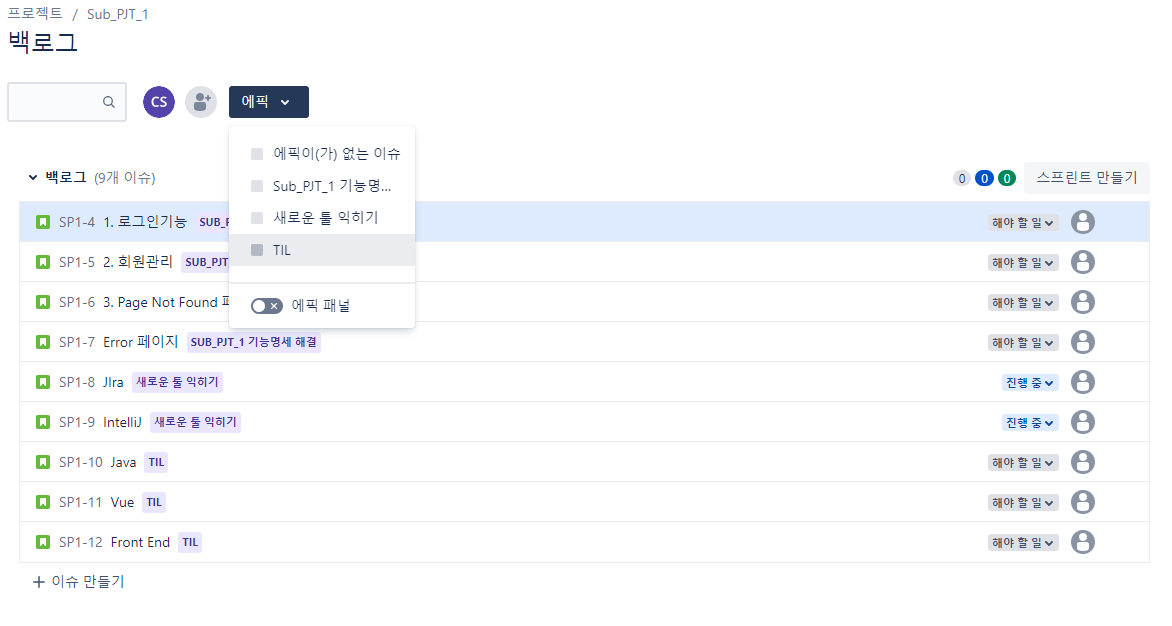 프로젝트 / Sub_PJT_1
백로그
CS 에픽
에픽이(가) 없는 이슈
Sub_PJT_1 기능명...
새로운 툴 익히기
TIL
에픽 패널
백로그 (9개 이슈) 0 0 0 스프린트 만들기
SP1-4 1. 로그인기능 해야 할 일
SP1-5 2. 회원관리 SUB_PJT 해야 할 일
SP1-6 3. Page Not Found 해야 할 일
SP1-7 Error 페이지 SUB_PJT_1 기능명세 해결 해야 할 일
SP1-8 JIra 새로운 툴 익히기 진행 중
SP1-9 IntelliJ 새로운 툴 익히기 진행 중
SP1-10 Java TIL 해야 할 일
SP1-11 Vue TIL 해야 할 일
SP1-12 Front End TIL 해야 할 일
+ 이슈 만들기